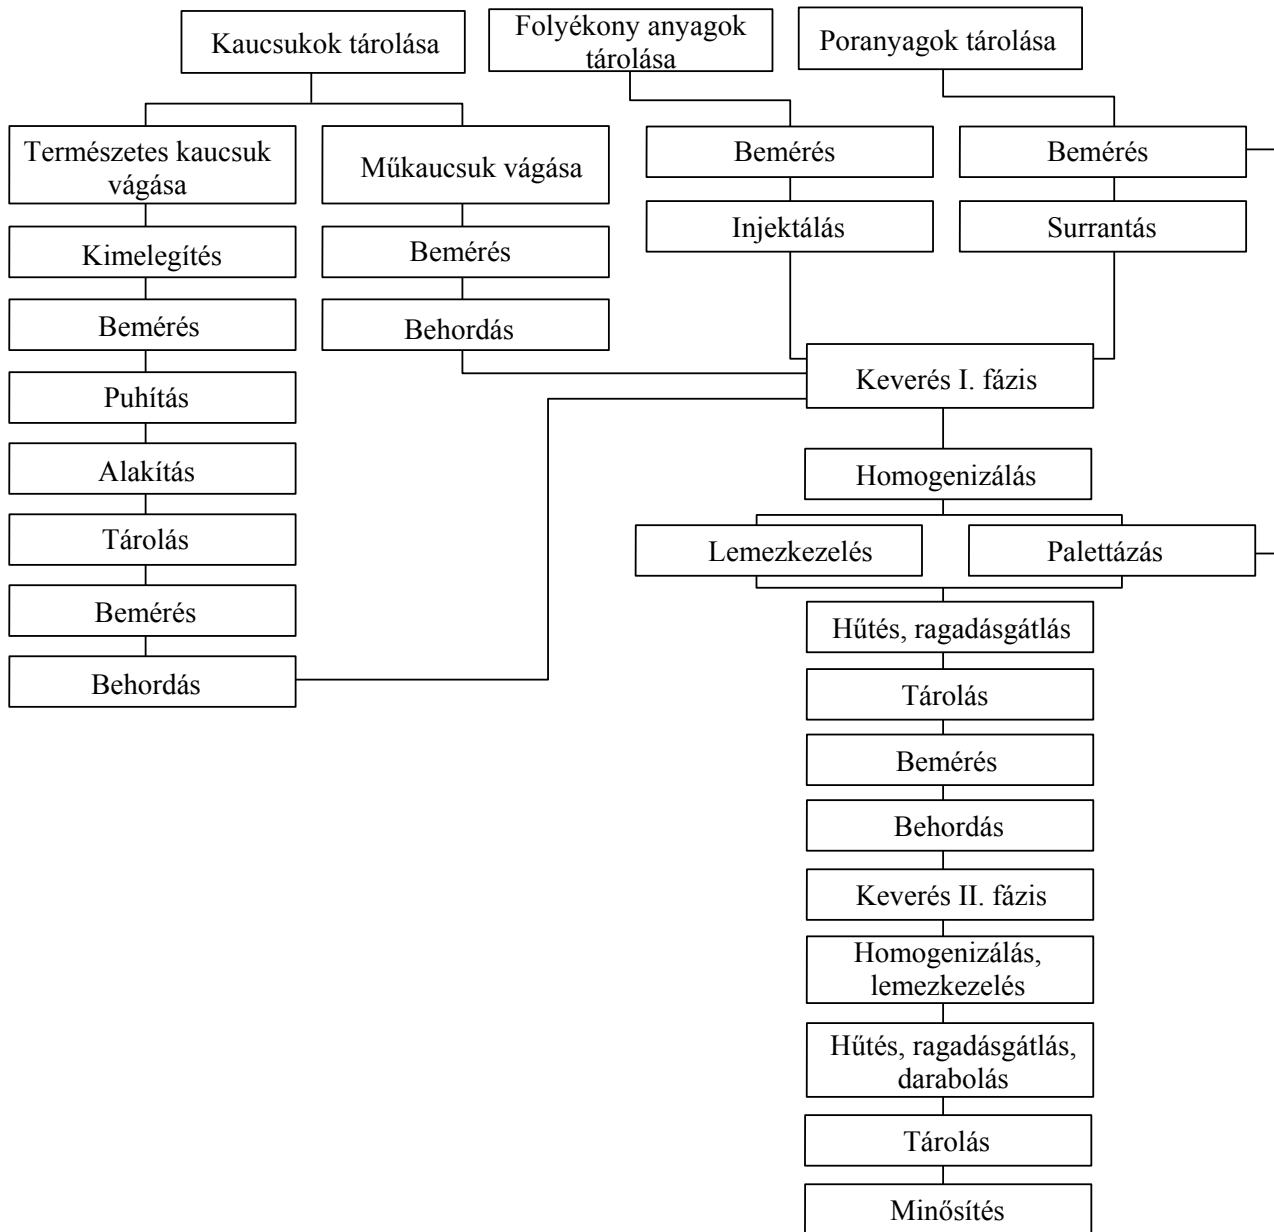 Kaucsukok tárolása
Folyékony anyagok
tárolása
Poranyagok tárolása
Természetes kaucsuk
vágása
Műkaucsuk vágása
Bemérés
Bemérés
Kimelegítés
Bemérés
Injektálás
Surrantás
Bemérés
Behordás
Puhítás
Keverés I. fázis
Alakítás
Homogenizálás
Tárolás
Lemezkezelés
Palettázás
Bemérés
Hűtés, ragadásgátlás
Behordás
Tárolás
Bemérés
Behordás
Keverés II. fázis
Homogenizálás,
lemezkezelés
Hűtés, ragadásgátlás,
darabolás
Tárolás
Minősítés